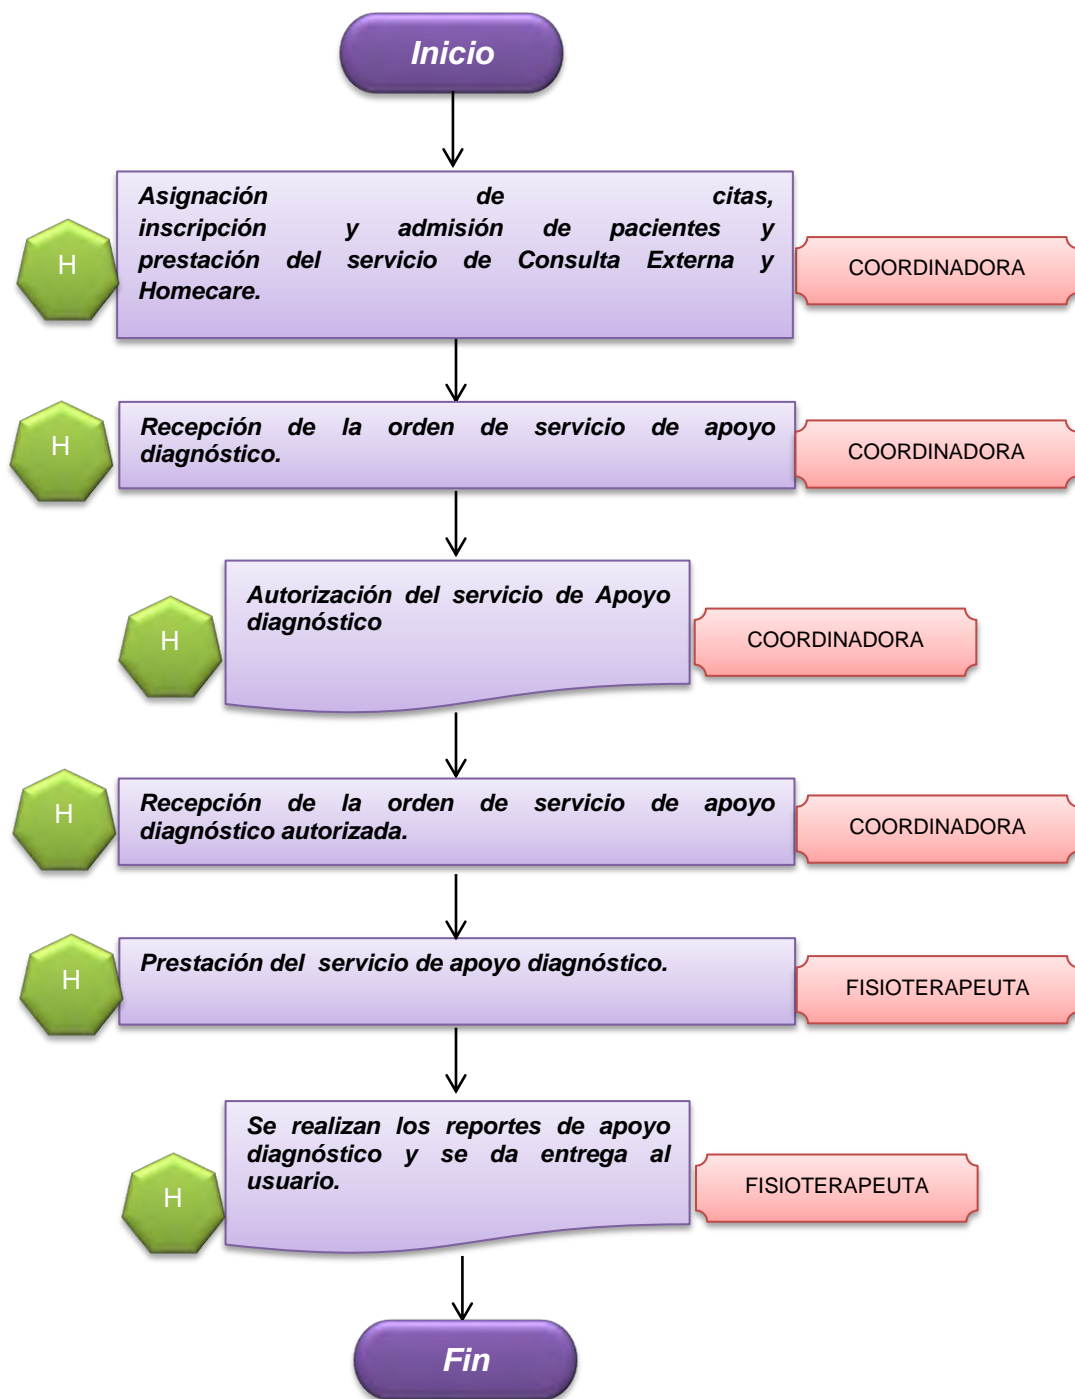 Inicio
Asignación de citas,
inscripción y admisión de pacientes y
prestación del servicio de Consulta Externa y
Homecare.
H
COORDINADORA
Recepción de la orden de servicio de apoyo
diagnóstico.
H
COORDINADORA
Autorización del servicio de Apoyo
diagnóstico
H
COORDINADORA
Recepción de la orden de servicio de apoyo
diagnóstico autorizada.
H
COORDINADORA
Prestación del servicio de apoyo diagnóstico.
H
FISIOTERAPEUTA
Se realizan los reportes de apoyo
diagnóstico y se da entrega al
usuario.
H
FISIOTERAPEUTA
Fin